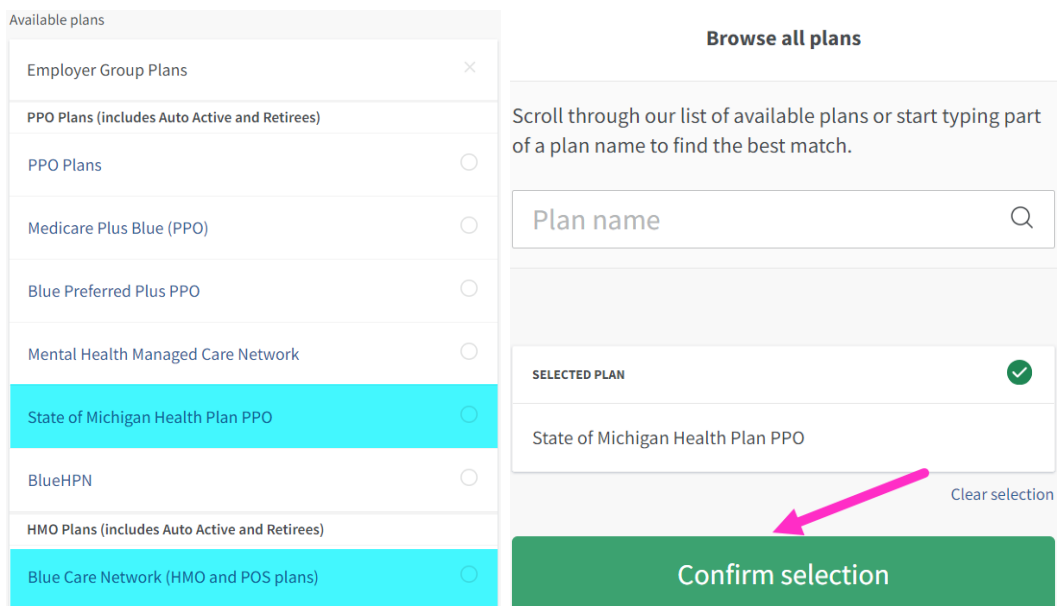 Available plans
Employer Group Plans
PPO Plans (includes Auto Active and Retirees)
PPO Plans
Medicare Plus Blue (PPO)
Blue Preferred Plus PPO
Mental Health Managed Care Network
State of Michigan Health Plan PPO
BlueHPN
HMO Plans (includes Auto Active and Retirees)
Blue Care Network (HMO and POS plans)
Browse all plans
Scroll through our list of available plans or start typing part
of a plan name to find the best match.
Plan name
SELECTED PLAN
State of Michigan Health Plan PPO
Clear selection
Confirm selection